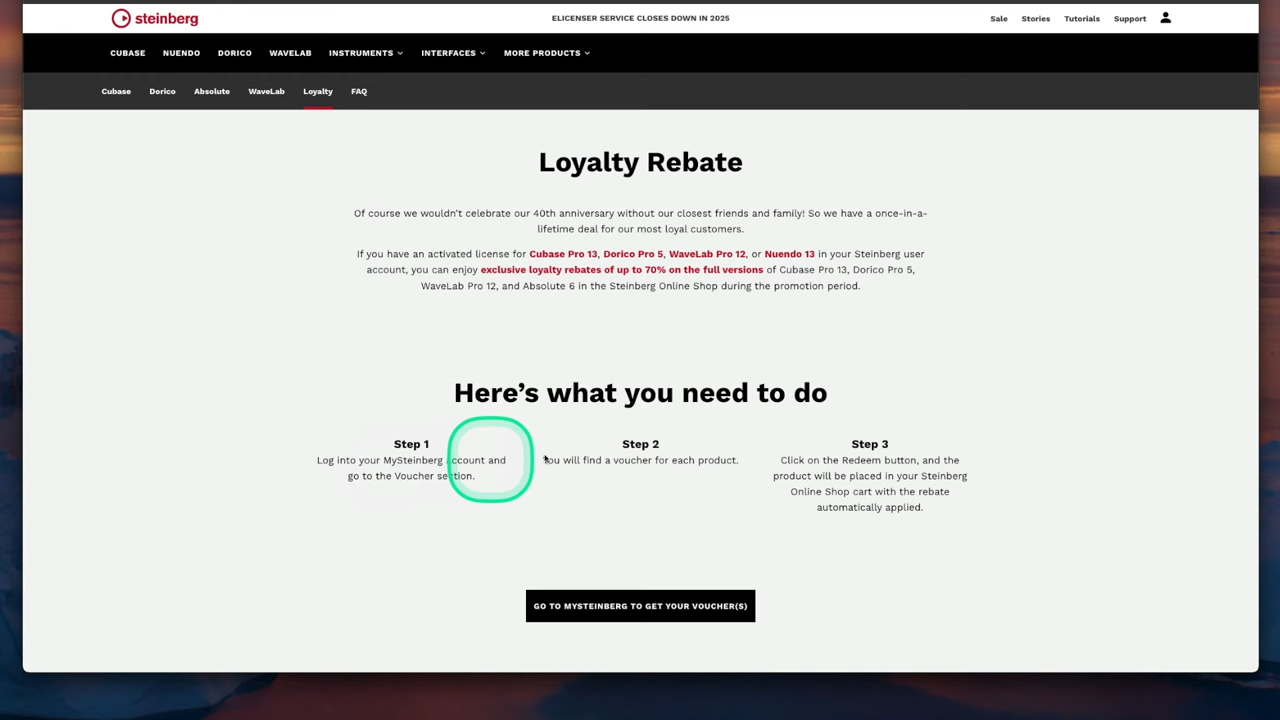 steinberg
ELICENSER SERVICE CLOSES DOWN IN 2025
Sale Stories Tutorials Support
CUBASE NUENDO DORICO WAVELAB INSTRUMENTS INTERFACES MORE PRODUCTS
Cubase Dorico Absolute WaveLab Loyalty FAQ
Loyalty Rebate
Of course we wouldn't celebrate our 40th anniversary without our closest friends and family! So we have a once-in-a-
lifetime deal for our most loyal customers.
If you have an activated license for Cubase Pro 13, Dorico Pro 5, WaveLab Pro 12, or Nuendo 13 in your Steinberg user
account, you can enjoy exclusive loyalty rebates of up to 70% on the full versions of Cubase Pro 13, Dorico Pro 5,
WaveLab Pro 12, and Absolute 6 in the Steinberg Online Shop during the promotion period.
Here's what you need to do
Step 1
Log into your MySteinberg account and
go to the Voucher section.
Step 2
You will find a voucher for each product.
Step 3
Click on the Redeem button, and the
product will be placed in your Steinberg
Online Shop cart with the rebate
automatically applied.
GO TO MYSTEINBERG TO GET YOUR VOUCHER(S)